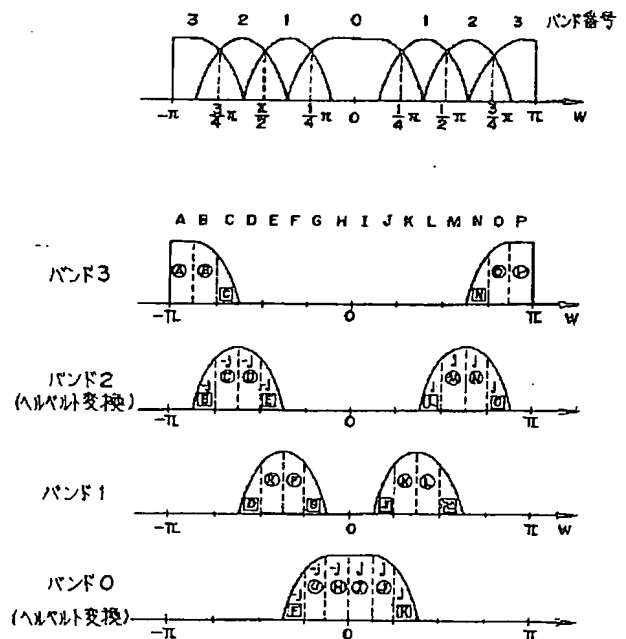 3 2 1 0 1 2 3 バンド番号
-π 3/4π π/2 1/4π 0 1/4π 1/2π 3/4π π W
A B C D E F G H I J K L M N O P
バンド3
Ⓐ Ⓑ C N Ⓞ Ⓟ
-π 0 π W
バンド2
(ヘルベルト変換)
-J -J -J -J J J J J
B Ⓒ Ⓓ E L Ⓜ Ⓝ O
-π 0 π W
バンド1
D Ⓕ G J Ⓚ Ⓛ M
-π 0 π W
バンド0
(ヘルベルト変換)
-J -J -J J J J
F Ⓖ Ⓗ Ⓘ Ⓙ K
-π 0 π W